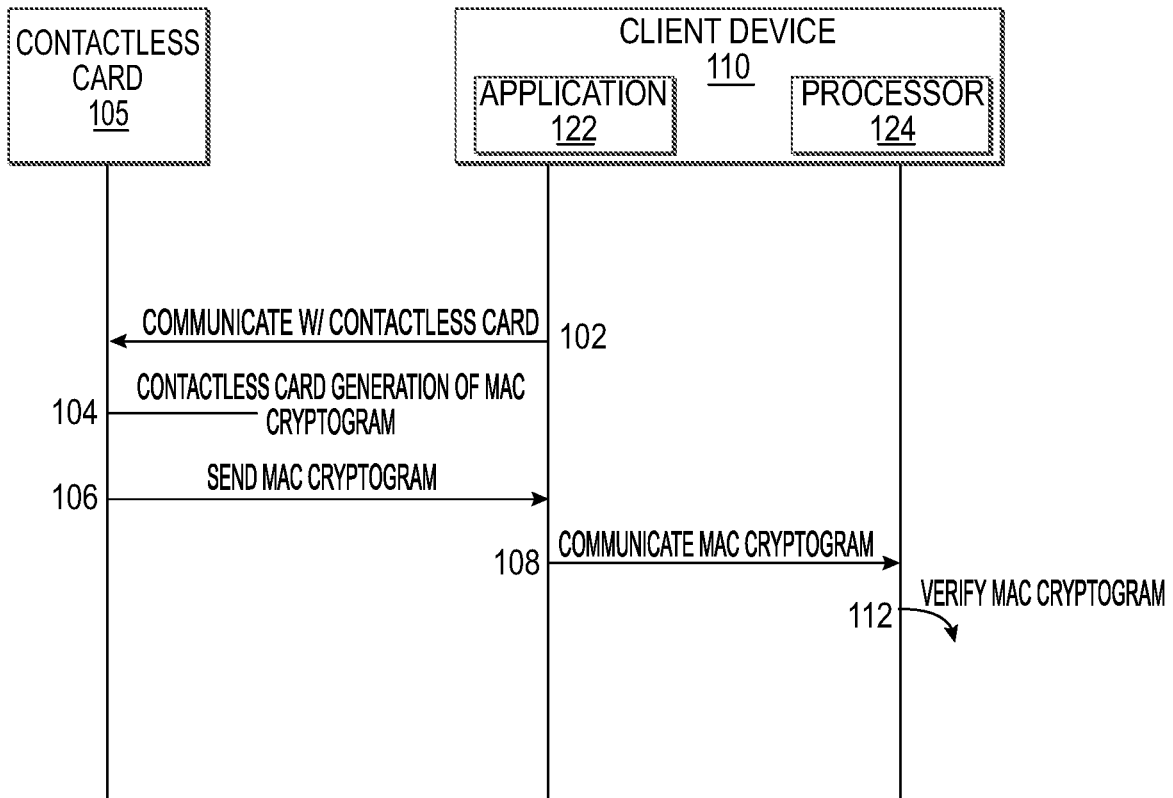 CONTACTLESS
CARD
105
CLIENT DEVICE
110
APPLICATION
122
PROCESSOR
124
COMMUNICATE W/ CONTACTLESS CARD
102
CONTACTLESS CARD GENERATION OF MAC
CRYPTOGRAM
104
SEND MAC CRYPTOGRAM
106
COMMUNICATE MAC CRYPTOGRAM
108
VERIFY MAC CRYPTOGRAM
112